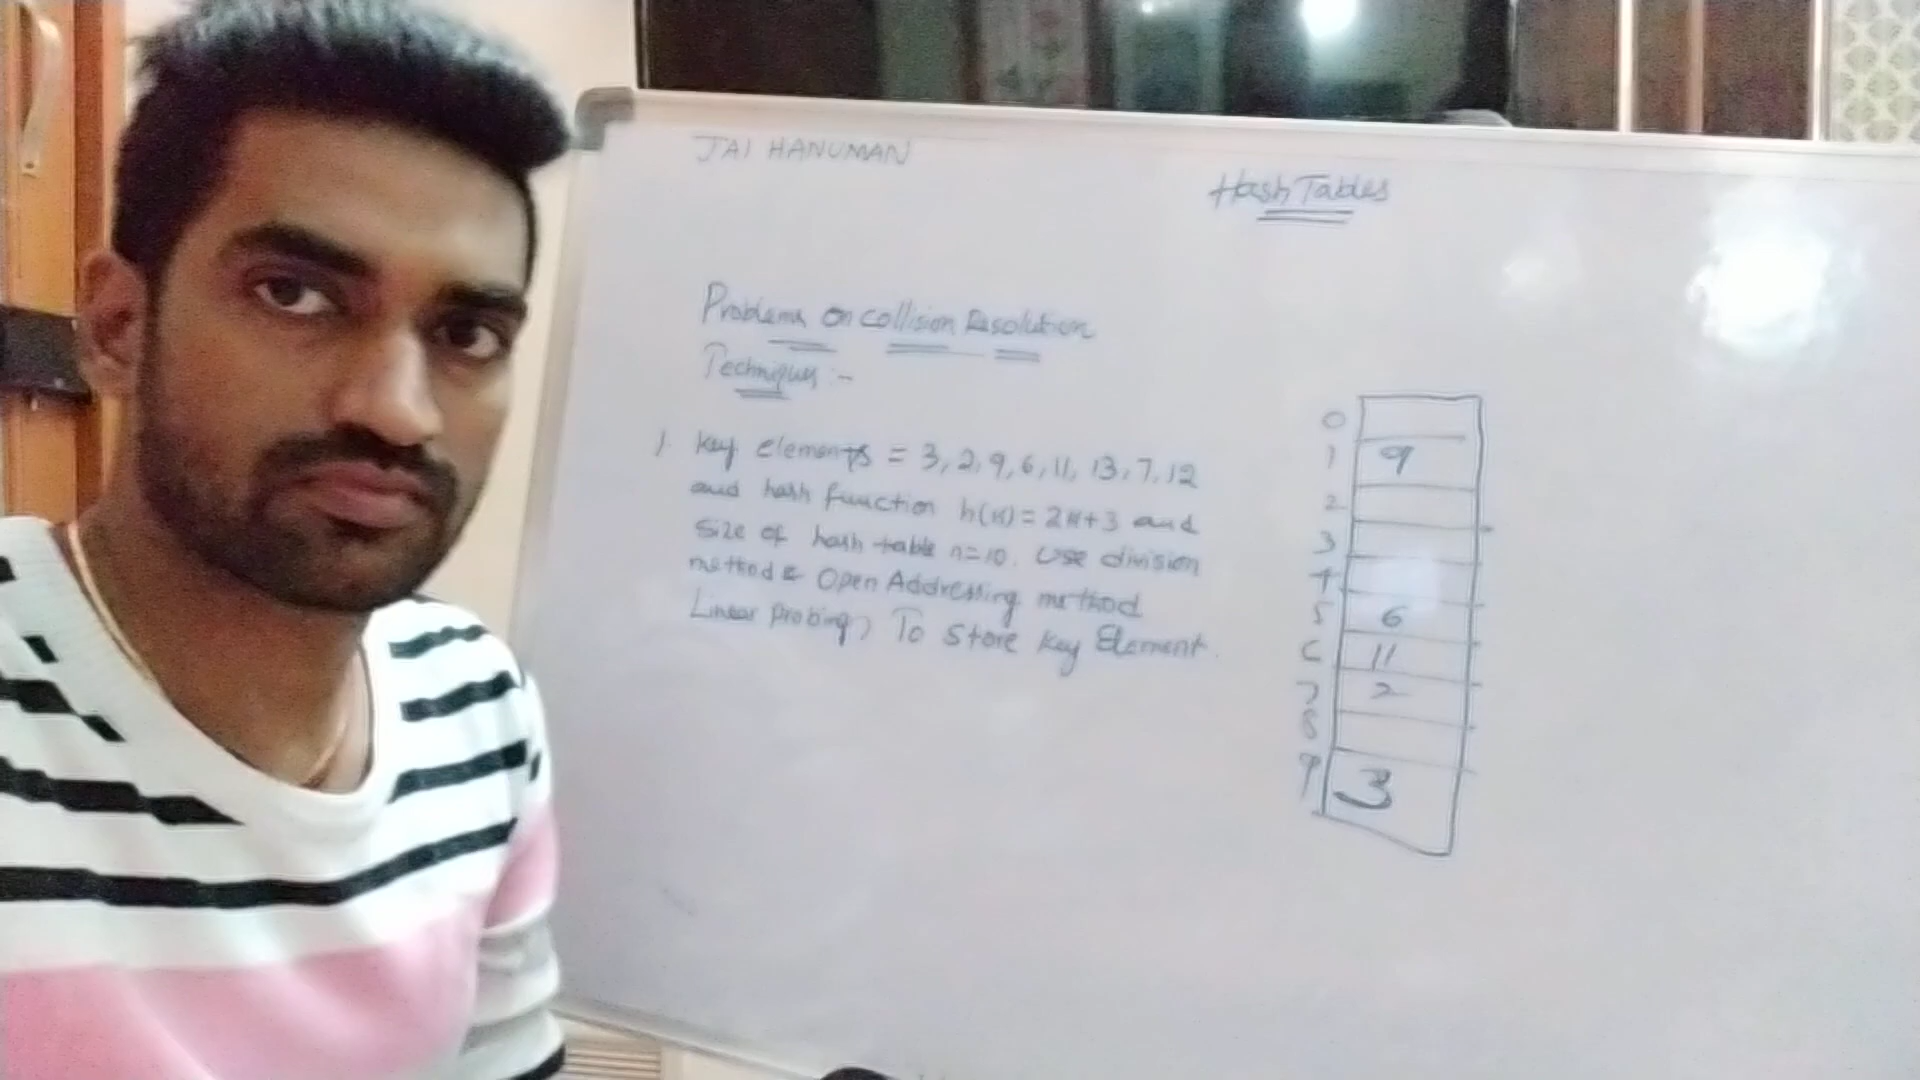 JAI HANUMAN
Hash Tables
Problems on collision Resolution
Techniques :-
1. Key elements = 3, 2, 9, 6, 11, 13, 7, 12
and hash function h(k) = 2k+3 and
size of hash table n=10. Use division
method & Open Addressing method
Linear probing, To Store Key Element.
0
1 9
2
3
4
5 6
6 11
7 2
8
9 3